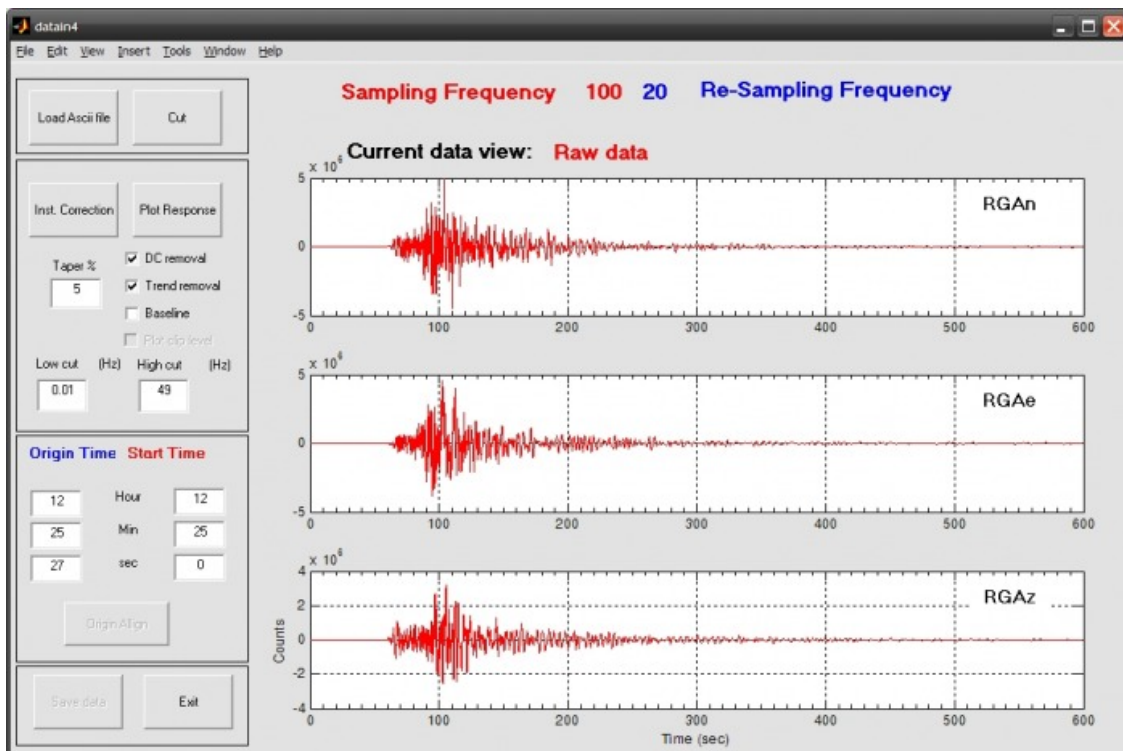 datain4
File Edit View Insert Tools Window Help
Load Ascii file Cut
Inst. Correction Plot Response
Taper %
5
DC removal
Trend removal
Baseline
Plot clip level
Low cut (Hz) High cut (Hz)
0.01 49
Origin Time Start Time
12 Hour 12
25 Min 25
27 sec 0
Origin Align
Save data Exit
Sampling Frequency 100 20 Re-Sampling Frequency
Current data view: Raw data
x 10^6
5
0
-5
RGAn
0 100 200 300 400 500 600
x 10^6
5
0
-5
RGAe
0 100 200 300 400 500 600
x 10^6
4
2
0
-2
-4
RGAz
Counts
0 100 200 300 400 500 600
Time (sec)